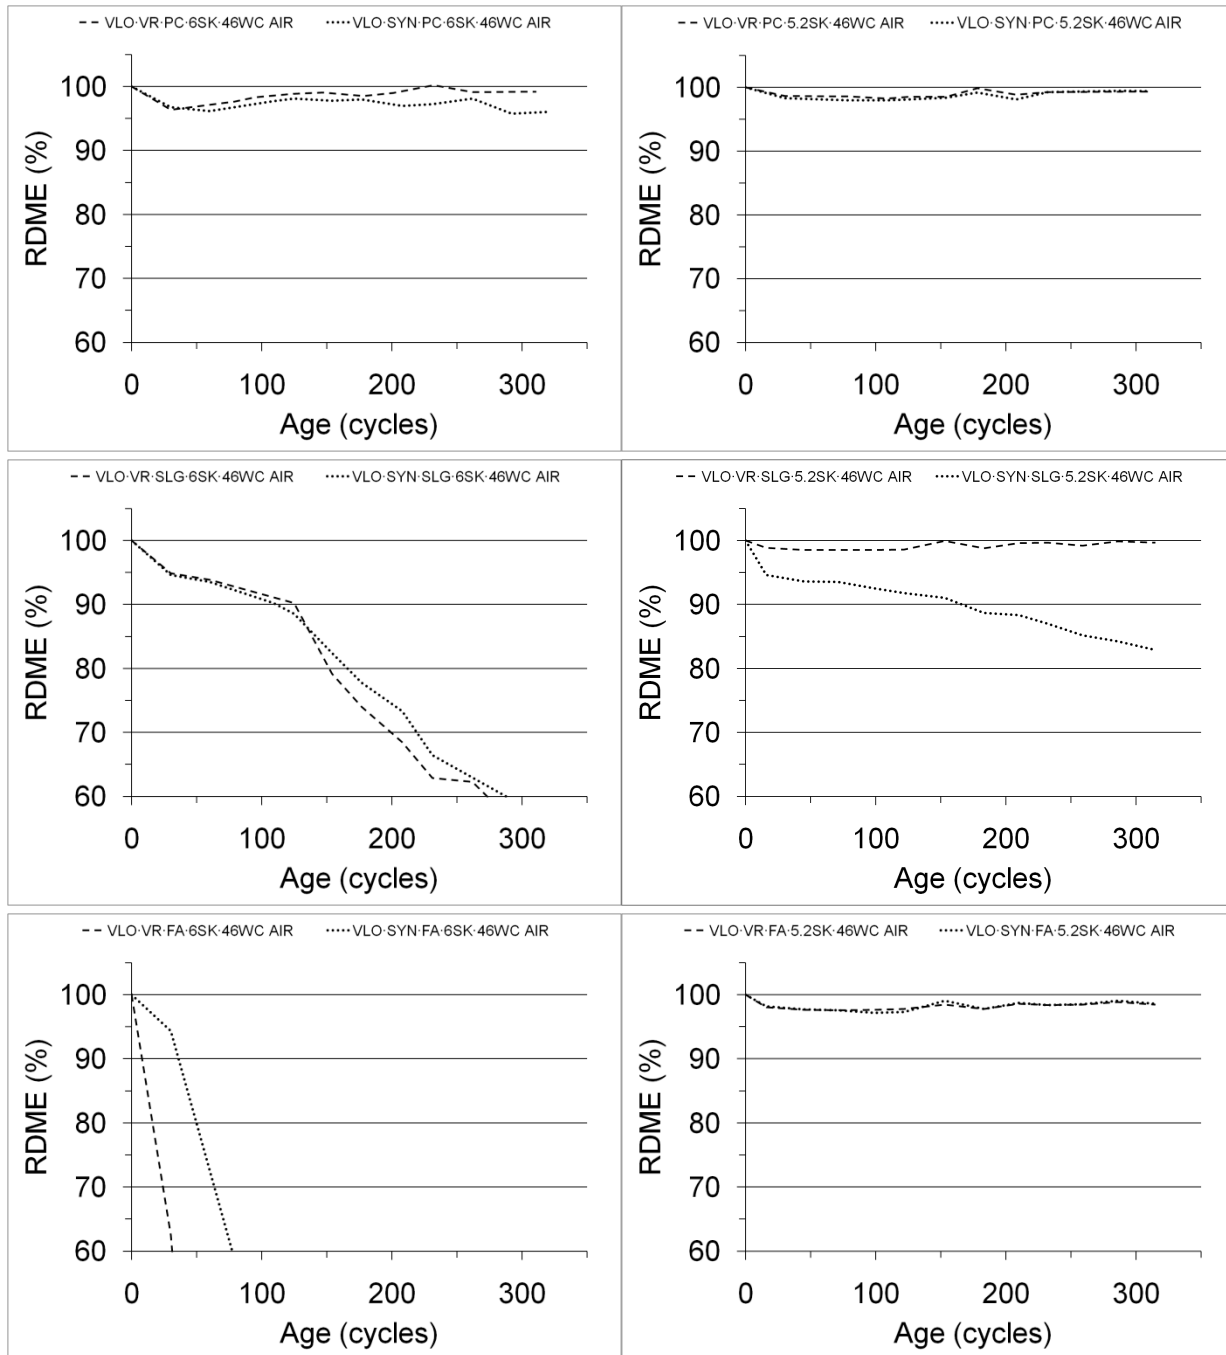 VLO·VR·PC·6SK·46WC AIR VLO·SYN·PC·6SK·46WC AIR
100
90
80
70
60
RDME (%)
0 100 200 300
Age (cycles)
VLO·VR·PC·5.2SK·46WC AIR VLO·SYN·PC·5.2SK·46WC AIR
100
90
80
70
60
RDME (%)
0 100 200 300
Age (cycles)
VLO·VR·SLG·6SK·46WC AIR VLO·SYN·SLG·6SK·46WC AIR
100
90
80
70
60
RDME (%)
0 100 200 300
Age (cycles)
VLO·VR·SLG·5.2SK·46WC AIR VLO·SYN·SLG·5.2SK·46WC AIR
100
90
80
70
60
RDME (%)
0 100 200 300
Age (cycles)
VLO·VR·FA·6SK·46WC AIR VLO·SYN·FA·6SK·46WC AIR
100
90
80
70
60
RDME (%)
0 100 200 300
Age (cycles)
VLO·VR·FA·5.2SK·46WC AIR VLO·SYN·FA·5.2SK·46WC AIR
100
90
80
70
60
RDME (%)
0 100 200 300
Age (cycles)